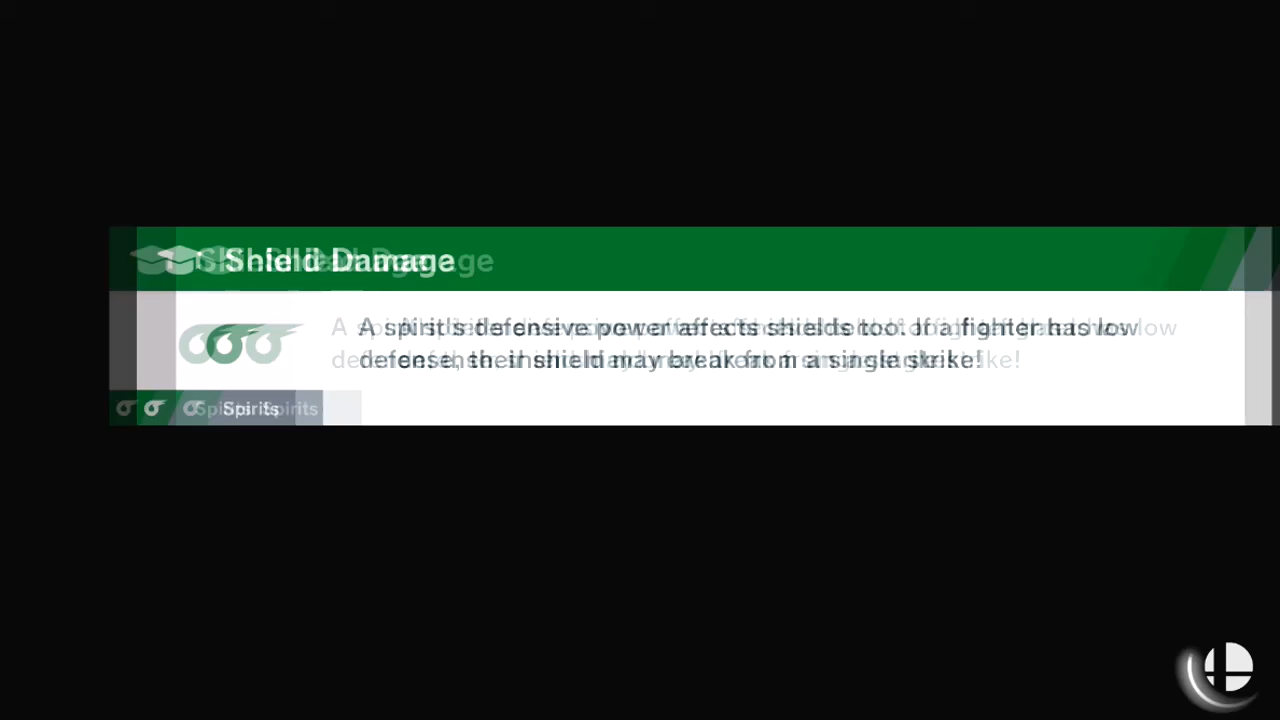 Shield Damage
A spirit's defensive power affects shields too. If a fighter has low
defense, their shield may break from a single strike!
Spirits